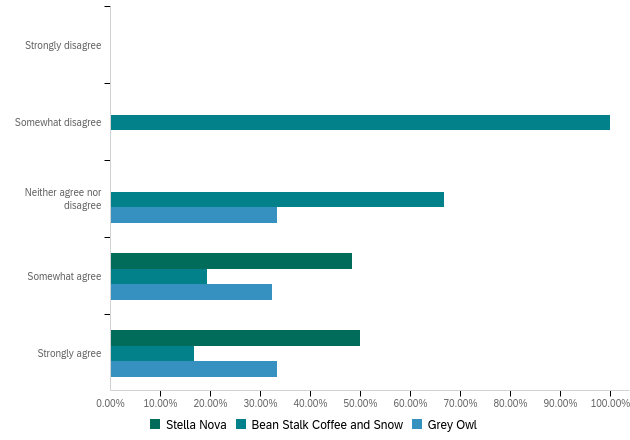 Strongly disagree
Somewhat disagree
Neither agree nor
disagree
Somewhat agree
Strongly agree
0.00% 10.00% 20.00% 30.00% 40.00% 50.00% 60.00% 70.00% 80.00% 90.00% 100.00%
Stella Nova Bean Stalk Coffee and Snow Grey Owl